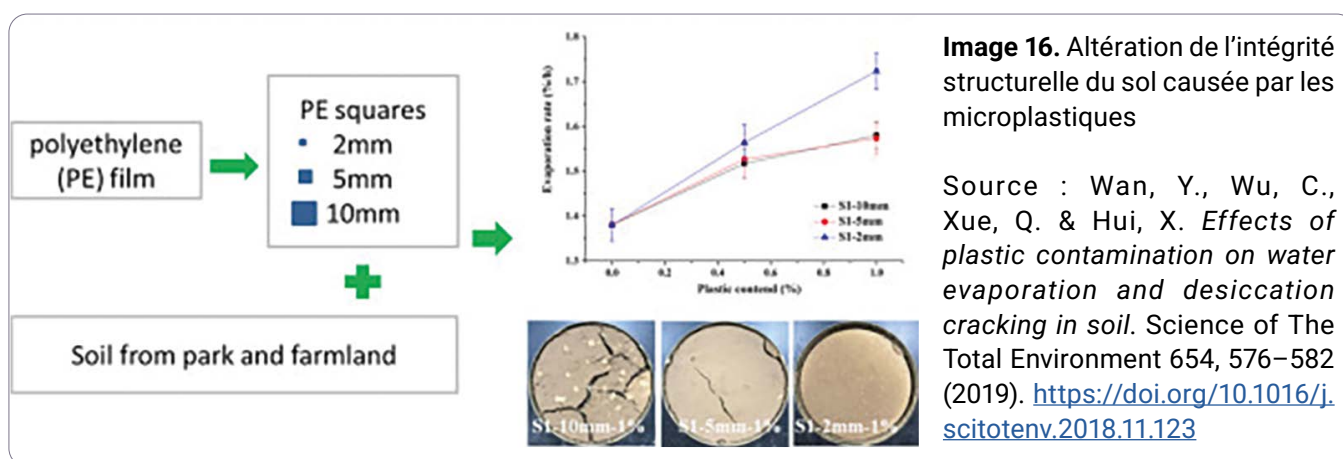 polyethylene
(PE) film
PE squares
2mm
5mm
10mm
Soil from park and farmland
Evaporation rate (%/h)
1.8
1.7
1.6
1.5
1.4
1.3
S1-10mm
S1-5mm
S1-2mm
0.0 0.2 0.4 0.6 0.8 1.0
Plastic contend (%)
S1-10mm-1% S1-5mm-1% S1-2mm-1%
Image 16. Altération de l’intégrité
structurelle du sol causée par les
microplastiques
Source : Wan, Y., Wu, C.,
Xue, Q. & Hui, X. Effects of
plastic contamination on water
evaporation and desiccation
cracking in soil. Science of The
Total Environment 654, 576–582
(2019). https://doi.org/10.1016/j.
scitotenv.2018.11.123